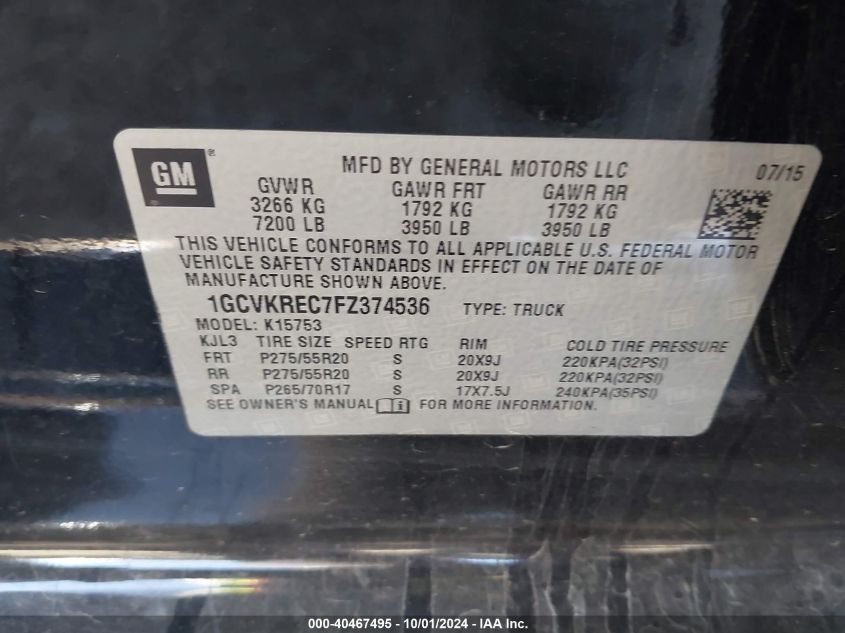 GM ®
MFD BY GENERAL MOTORS LLC 07/15
GVWR GAWR FRT GAWR RR
3266 KG 1792 KG 1792 KG
7200 LB 3950 LB 3950 LB
THIS VEHICLE CONFORMS TO ALL APPLICABLE U.S. FEDERAL MOTOR
VEHICLE SAFETY STANDARDS IN EFFECT ON THE DATE OF
MANUFACTURE SHOWN ABOVE.
1GCVKREC7FZ374536 TYPE: TRUCK
MODEL: K15753
KJL3 TIRE SIZE SPEED RTG RIM COLD TIRE PRESSURE
FRT P275/55R20 S 20X9J 220KPA(32PSI)
RR P275/55R20 S 20X9J 220KPA(32PSI)
SPA P265/70R17 S 17X7.5J 240KPA(35PSI)
SEE OWNER'S MANUAL FOR MORE INFORMATION.
000-40467495 - 10/01/2024 - IAA Inc.